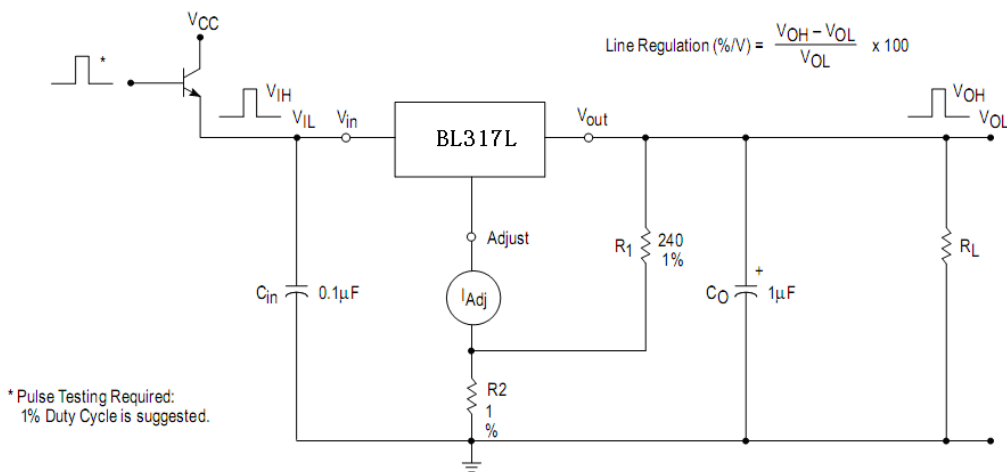 VCC
*
Line Regulation (%/V) = VOH – VOL / VOL x 100
VIH
VIL
Vin
BL317L
Vout
VOH
VOL
Adjust
R1
240
1%
RL
Cin
0.1µF
IAdj
CO
+
1µF
R2
1
%
* Pulse Testing Required:
1% Duty Cycle is suggested.